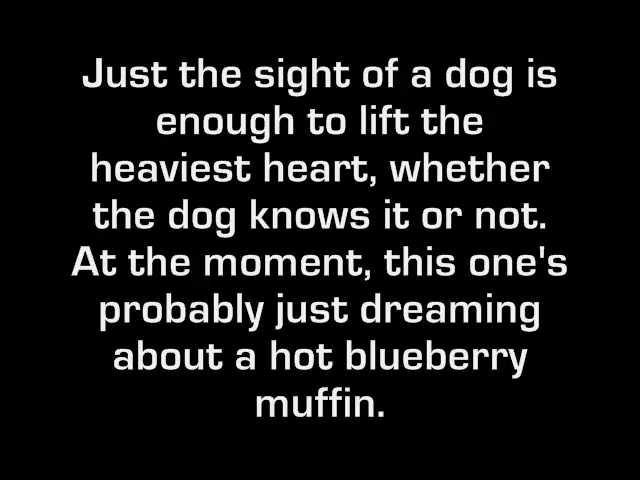 Just the sight of a dog is
enough to lift the
heaviest heart, whether
the dog knows it or not.
At the moment, this one's
probably just dreaming
about a hot blueberry
muffin.